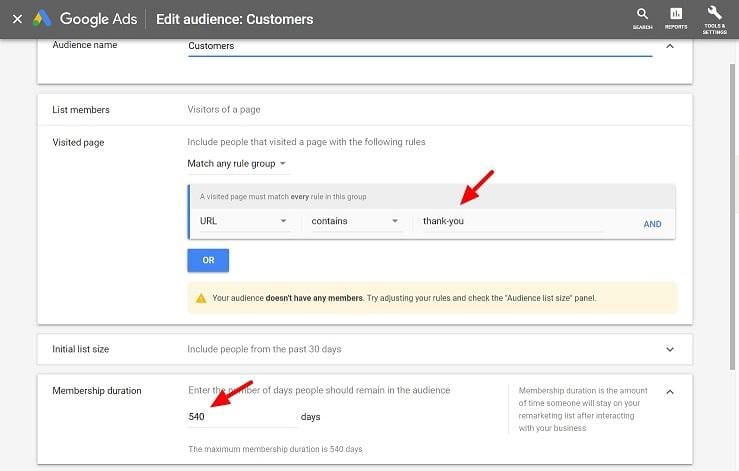 Google Ads
Edit audience: Customers
SEARCH
REPORTS
TOOLS &
SETTINGS
Audience name
Customers
List members
Visitors of a page
Visited page
Include people that visited a page with the following rules
Match any rule group
A visited page must match every rule in this group
URL
contains
thank-you
AND
OR
Your audience doesn't have any members. Try adjusting your rules and check the "Audience list size" panel.
Initial list size
Include people from the past 30 days
Membership duration
Enter the number of days people should remain in the audience
540
days
The maximum membership duration is 540 days
Membership duration is the amount
of time someone will stay on your
remarketing list after interacting
with your business